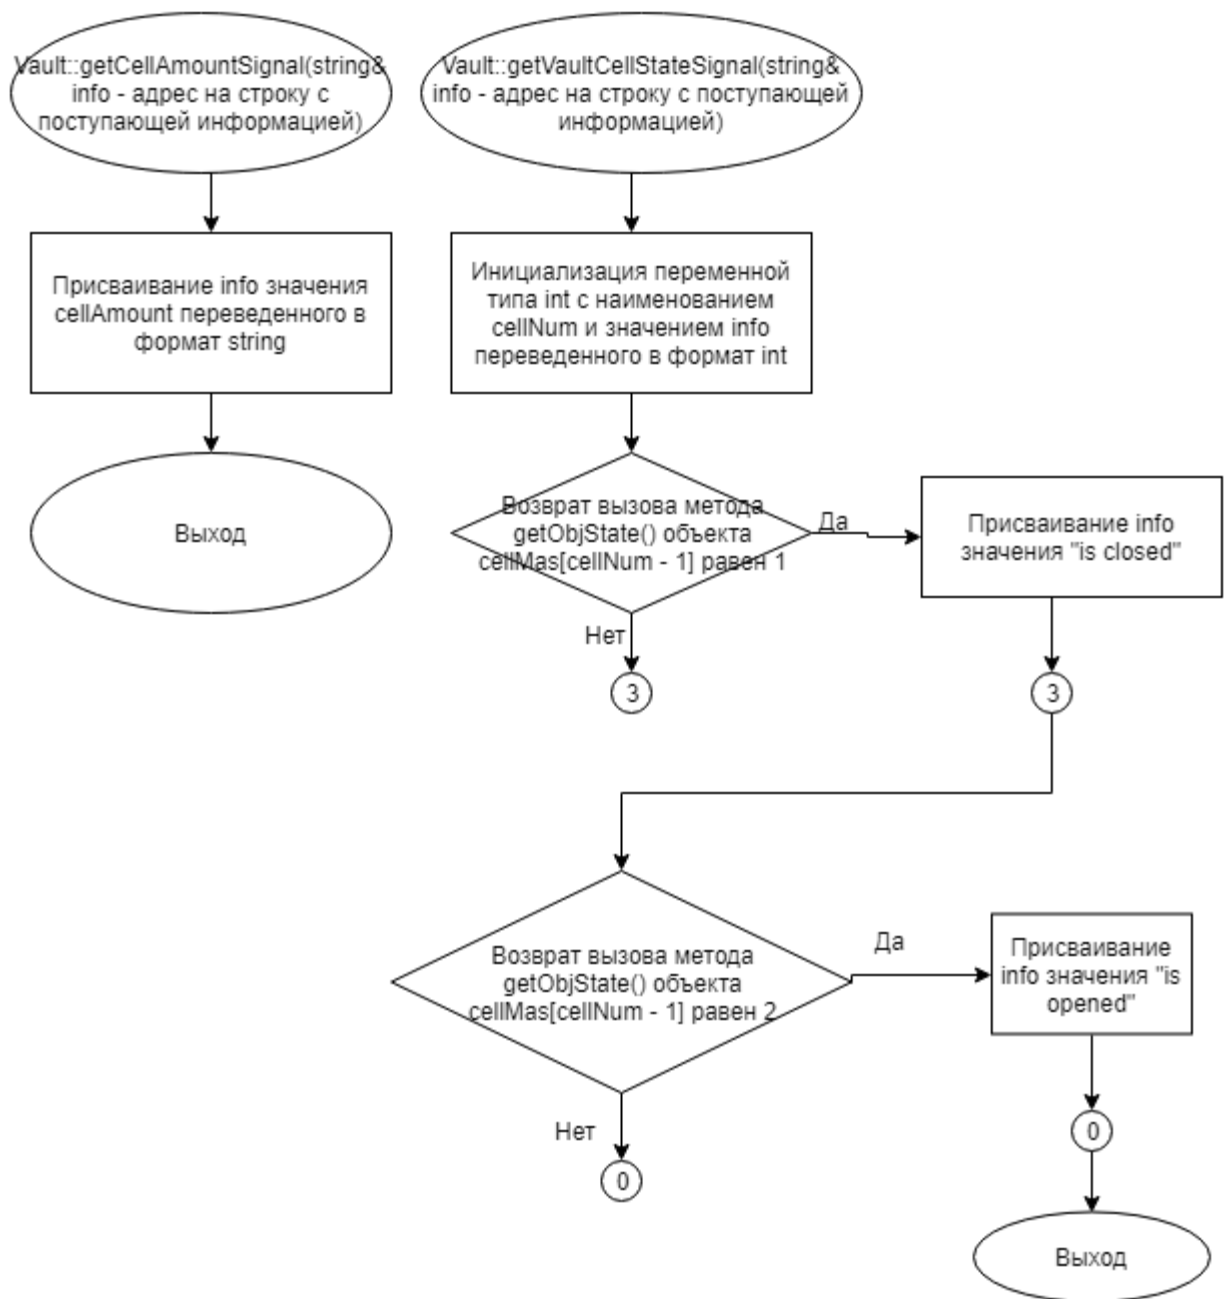 Vault::getCellAmountSignal(string&
info - адрес на строку с
поступающей информацией)
Vault::getVaultCellStateSignal(string&
info - адрес на строку с поступающей
информацией)
Присваивание info значения
cellAmount переведенного в
формат string
Инициализация переменной
типа int с наименованием
cellNum и значением info
переведенного в формат int
Выход
Возврат вызова метода
getObjState() объекта
cellMas[cellNum - 1] равен 1
Да
Присваивание info
значения "is closed"
Нет
3
3
Возврат вызова метода
getObjState() объекта
cellMas[cellNum - 1] равен 2
Да
Присваивание
info значения "is
opened"
Нет
0
0
Выход